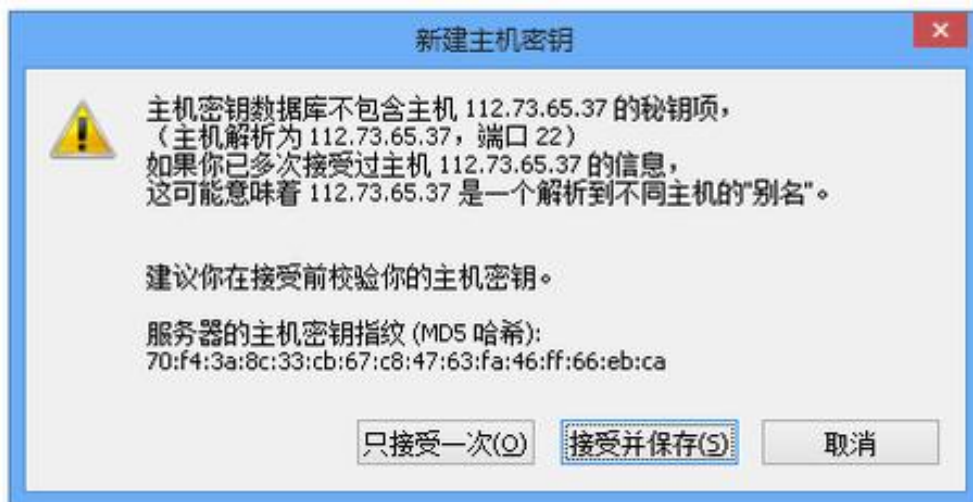 新建主机密钥
主机密钥数据库不包含主机 112.73.65.37 的秘钥项，
（主机解析为 112.73.65.37，端口 22）
如果你已多次接受过主机 112.73.65.37 的信息，
这可能意味着 112.73.65.37 是一个解析到不同主机的"别名"。
建议你在接受前校验你的主机密钥。
服务器的主机密钥指纹 (MD5 哈希):
70:f4:3a:8c:33:cb:67:c8:47:63:fa:46:ff:66:eb:ca
只接受一次(O) 接受并保存(S) 取消